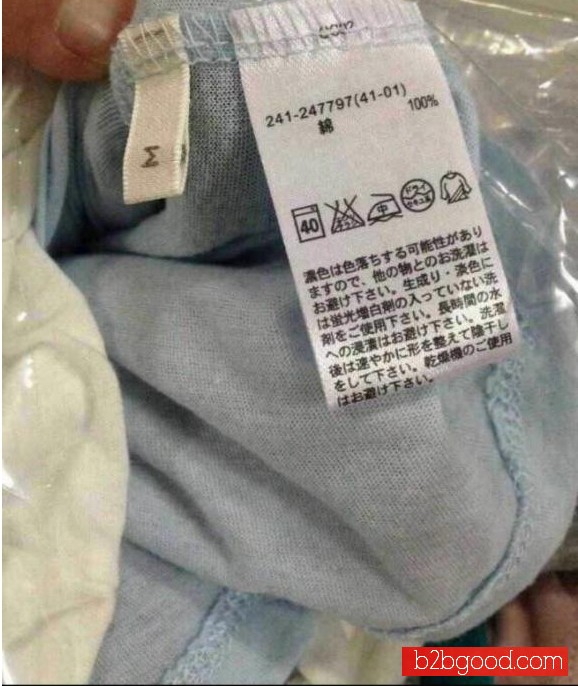 M
241-247797(41-01)
綿 100%
40
中
ドライ
濃色は色落ちする可能性があり
ますので、他の物とのお洗濯は
お避け下さい。生成り・淡色に
は蛍光増白剤の入っていない洗
剤をご使用下さい。長時間の水
への浸漬はお避け下さい。洗濯
後は速やかに形を整えて陰干し
をして下さい。乾燥機のご使用
はお避け下さい。
b2bgood.com